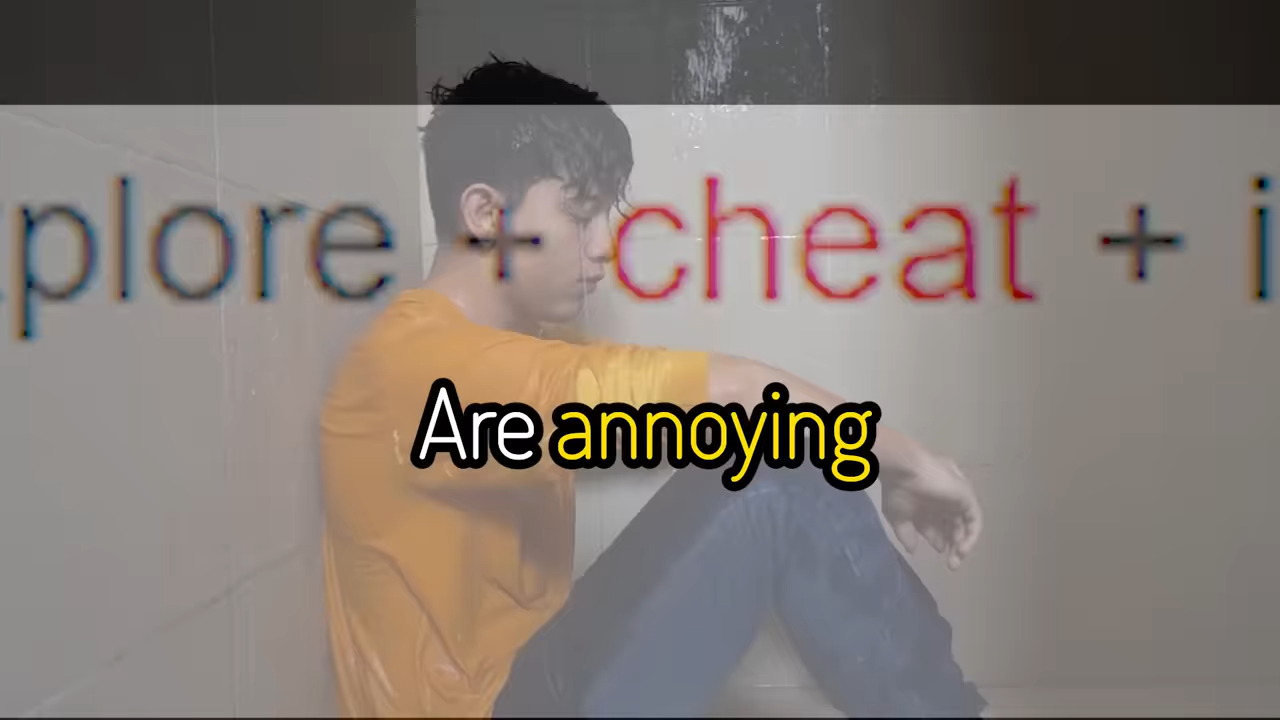 plore + cheat + i
Are annoying